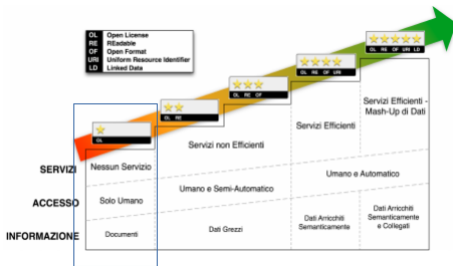 OL Open License
RE REadable
OF Open Format
URI Uniform Resource Identifier
LD Linked Data
OL
OL RE
OL RE OF
OL RE OF URI
OL RE OF URI LD
SERVIZI
Nessun Servizio
Servizi non Efficienti
Servizi Efficienti
Servizi Efficienti -
Mash-Up di Dati
ACCESSO
Solo Umano
Umano e Semi-Automatico
Umano e Automatico
INFORMAZIONE
Documenti
Dati Grezzi
Dati Arricchiti
Semanticamente
Dati Arricchiti
Semanticamente
e Collegati